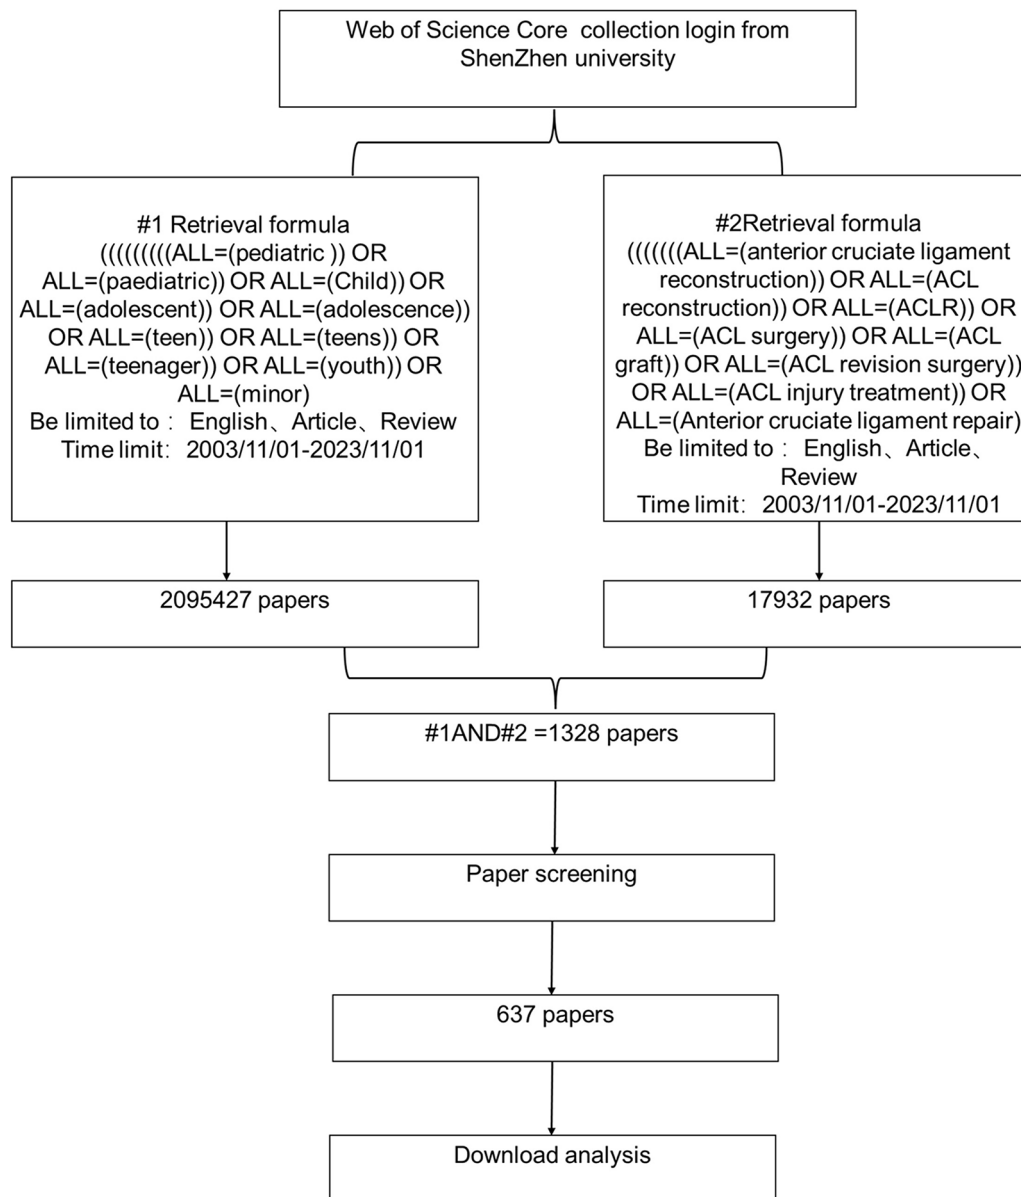 Web of Science Core collection login from
ShenZhen university
#1 Retrieval formula
(((((((((ALL=(pediatric )) OR
ALL=(paediatric)) OR ALL=(Child)) OR
ALL=(adolescent)) OR ALL=(adolescence))
OR ALL=(teen)) OR ALL=(teens)) OR
ALL=(teenager)) OR ALL=(youth)) OR
ALL=(minor)
Be limited to： English、Article、Review
Time limit： 2003/11/01-2023/11/01
#2Retrieval formula
(((((((ALL=(anterior cruciate ligament
reconstruction)) OR ALL=(ACL
reconstruction)) OR ALL=(ACLR)) OR
ALL=(ACL surgery)) OR ALL=(ACL
graft)) OR ALL=(ACL revision surgery))
OR ALL=(ACL injury treatment)) OR
ALL=(Anterior cruciate ligament repair)
Be limited to： English、Article、
Review
Time limit： 2003/11/01-2023/11/01
2095427 papers
17932 papers
#1AND#2 =1328 papers
Paper screening
637 papers
Download analysis